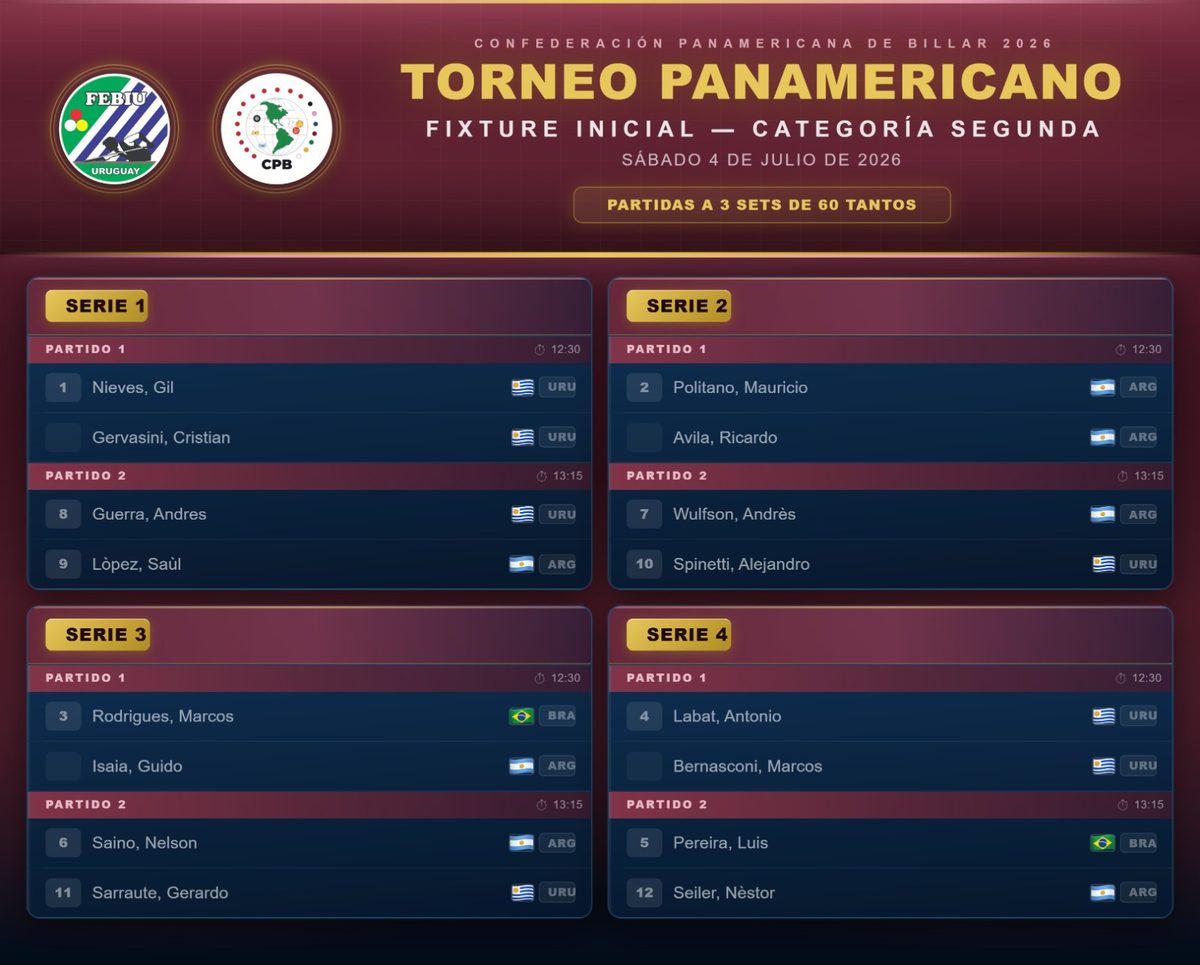 CONFEDERACIÓN PANAMERICANA DE BILLAR 2026
TORNEO PANAMERICANO
FIXTURE INICIAL — CATEGORÍA SEGUNDA
SÁBADO 4 DE JULIO DE 2026
PARTIDAS A 3 SETS DE 60 TANTOS
FEBIU
URUGUAY
CPB
SERIE 1
PARTIDO 1 12:30
1 Nieves, Gil URU
Gervasini, Cristian URU
PARTIDO 2 13:15
8 Guerra, Andres URU
9 Lòpez, Saùl ARG
SERIE 2
PARTIDO 1 12:30
2 Politano, Mauricio ARG
Avila, Ricardo ARG
PARTIDO 2 13:15
7 Wulfson, Andrès ARG
10 Spinetti, Alejandro URU
SERIE 3
PARTIDO 1 12:30
3 Rodrigues, Marcos BRA
Isaia, Guido ARG
PARTIDO 2 13:15
6 Saino, Nelson ARG
11 Sarraute, Gerardo URU
SERIE 4
PARTIDO 1 12:30
4 Labat, Antonio URU
Bernasconi, Marcos URU
PARTIDO 2 13:15
5 Pereira, Luis BRA
12 Seiler, Nèstor ARG